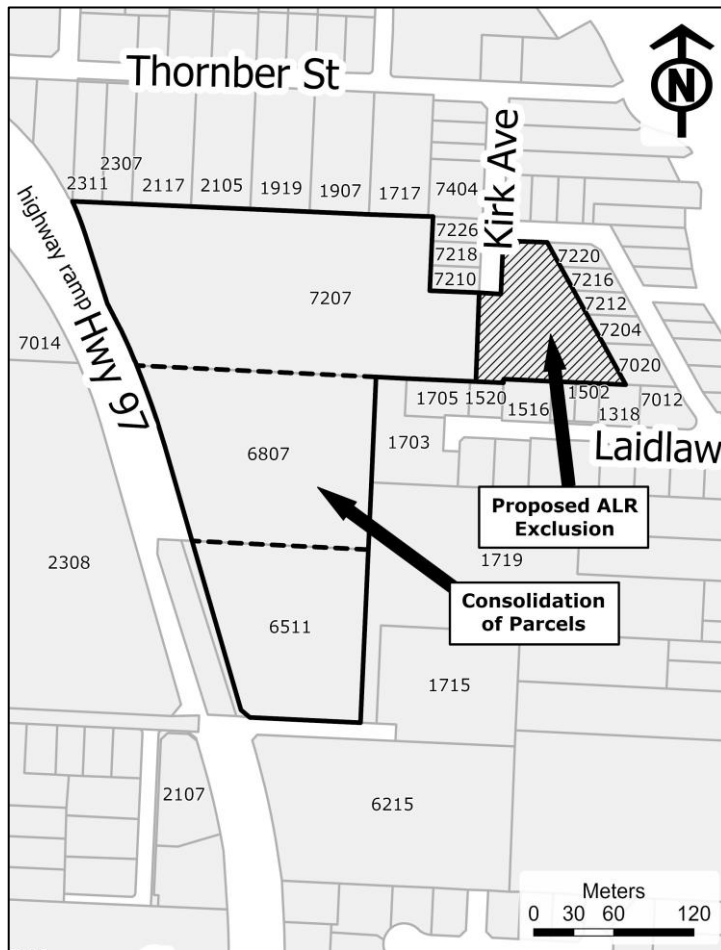 Thornber St
N
Kirk Ave
2307
2311
2117
2105
1919
1907
1717
7404
7226
7218
7210
7220
7216
7212
7204
7020
highway ramp
Hwy 97
7207
7014
1705
1520
1516
1502
1318
7012
Laidlaw
6807
1703
Proposed ALR
Exclusion
2308
1719
Consolidation
of Parcels
6511
1715
2107
6215
Meters
0 30 60 120